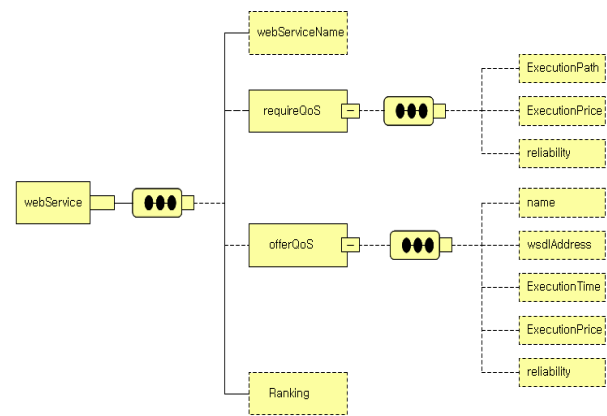 webService
webServiceName
requireQoS
ExecutionPath
ExecutionPrice
reliability
offerQoS
name
wsdlAddress
ExecutionTime
ExecutionPrice
reliability
Ranking